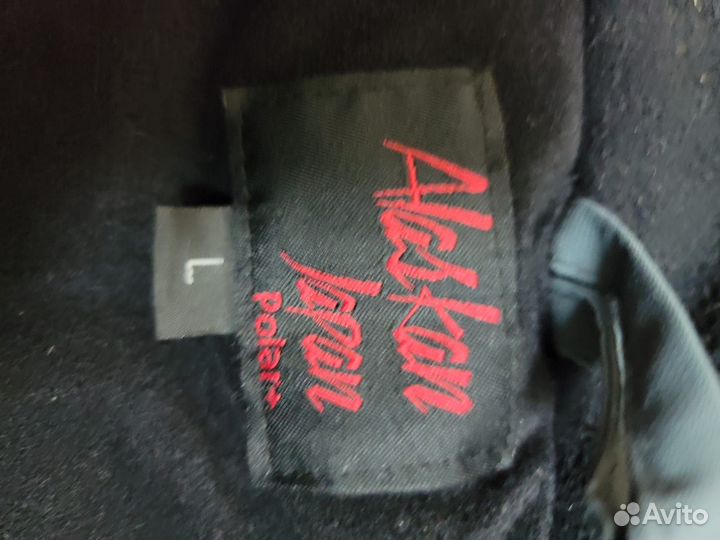 Alaskan
Japan
Polar+
L
Avito